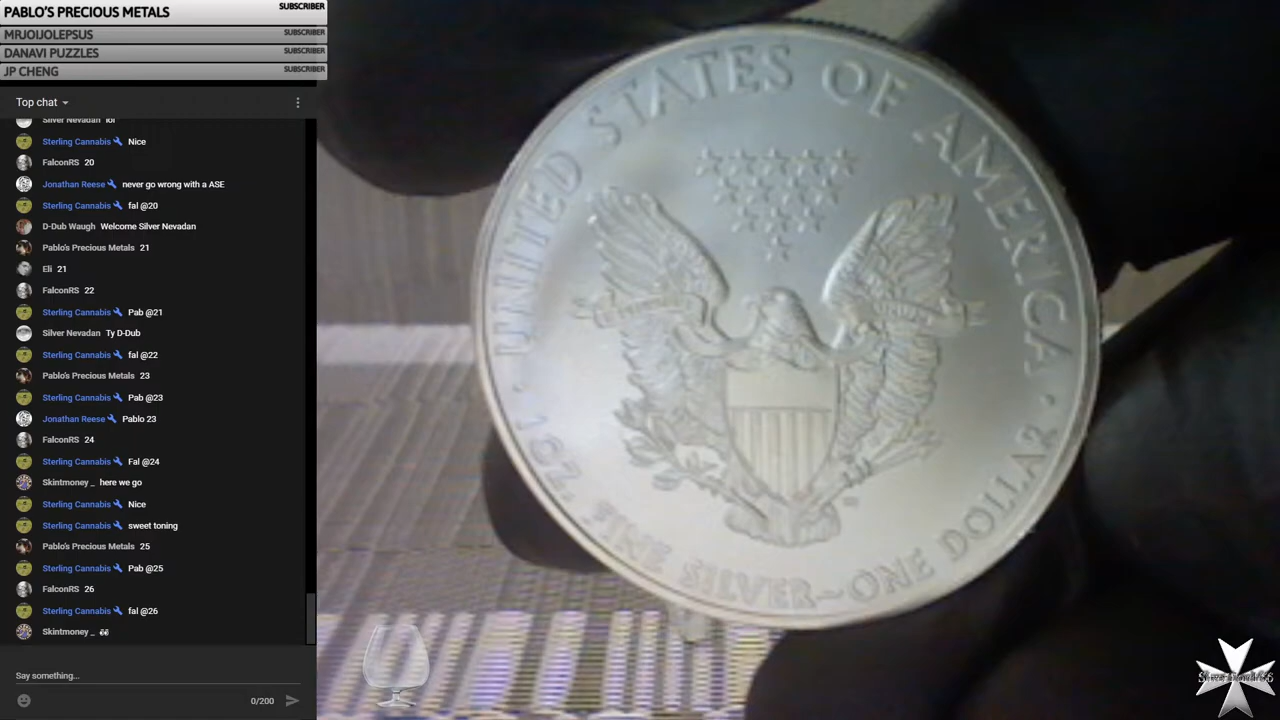 PABLO'S PRECIOUS METALS SUBSCRIBER
MRJOIJOLEPSUS SUBSCRIBER
DANAVI PUZZLES SUBSCRIBER
JP CHENG SUBSCRIBER
Top chat
Silver Nevadan lol
Sterling Cannabis Nice
FalconRS 20
Jonathan Reese never go wrong with a ASE
Sterling Cannabis fal @20
D-Dub Waugh Welcome Silver Nevadan
Pablo's Precious Metals 21
Eli 21
FalconRS 22
Sterling Cannabis Pab @21
Silver Nevadan Ty D-Dub
Sterling Cannabis fal @22
Pablo's Precious Metals 23
Sterling Cannabis Pab @23
Jonathan Reese Pablo 23
FalconRS 24
Sterling Cannabis Fal @24
Skintmoney _ here we go
Sterling Cannabis Nice
Sterling Cannabis sweet toning
Pablo's Precious Metals 25
Sterling Cannabis Pab @25
FalconRS 26
Sterling Cannabis fal @26
Skintmoney _
Say something...
0/200
UNITED STATES OF AMERICA
1 OZ. FINE SILVER~ONE DOLLAR